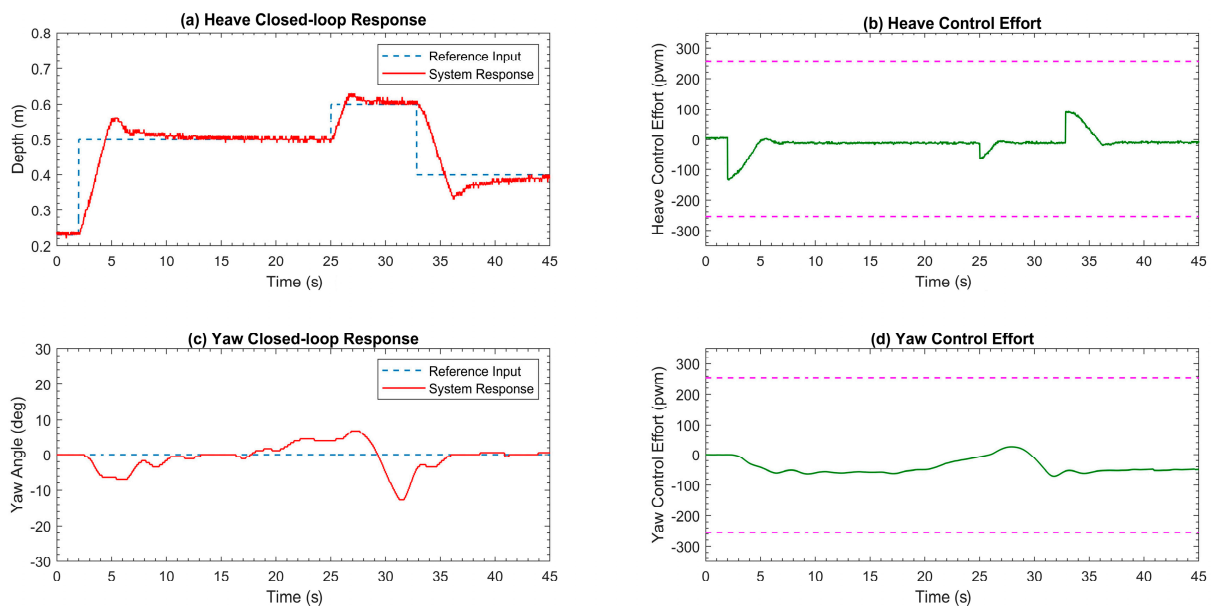 (a) Heave Closed-loop Response
0.8
0.7
0.6
0.5
0.4
0.3
0.2
Depth (m)
Reference Input
System Response
0 5 10 15 20 25 30 35 40 45
Time (s)
(b) Heave Control Effort
300
200
100
0
-100
-200
-300
Heave Control Effort (pwm)
0 5 10 15 20 25 30 35 40 45
Time (s)
(c) Yaw Closed-loop Response
30
20
10
0
-10
-20
-30
Yaw Angle (deg)
Reference Input
System Response
0 5 10 15 20 25 30 35 40 45
Time (s)
(d) Yaw Control Effort
300
200
100
0
-100
-200
-300
Yaw Control Effort (pwm)
0 5 10 15 20 25 30 35 40 45
Time (s)